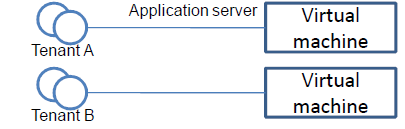 Application server
Virtual
machine
Tenant A
Virtual
machine
Tenant B